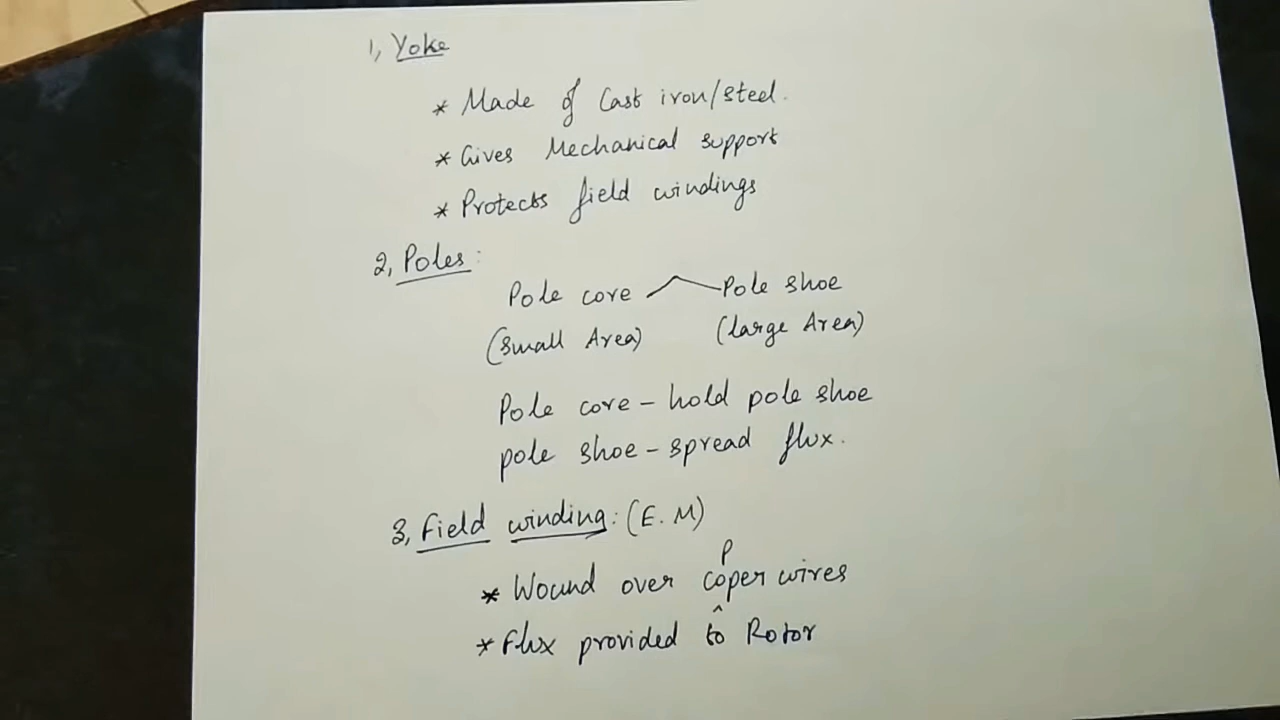 1, Yoke
* Made of Cast iron/steel.
* Gives Mechanical support
* Protects field windings
2, Poles:
Pole core Pole shoe
(small Area) (large Area)
Pole core - hold pole shoe
pole shoe - spread flux.
3, Field winding: (E.M)
* Wound over copper wires
* Flux provided to Rotor